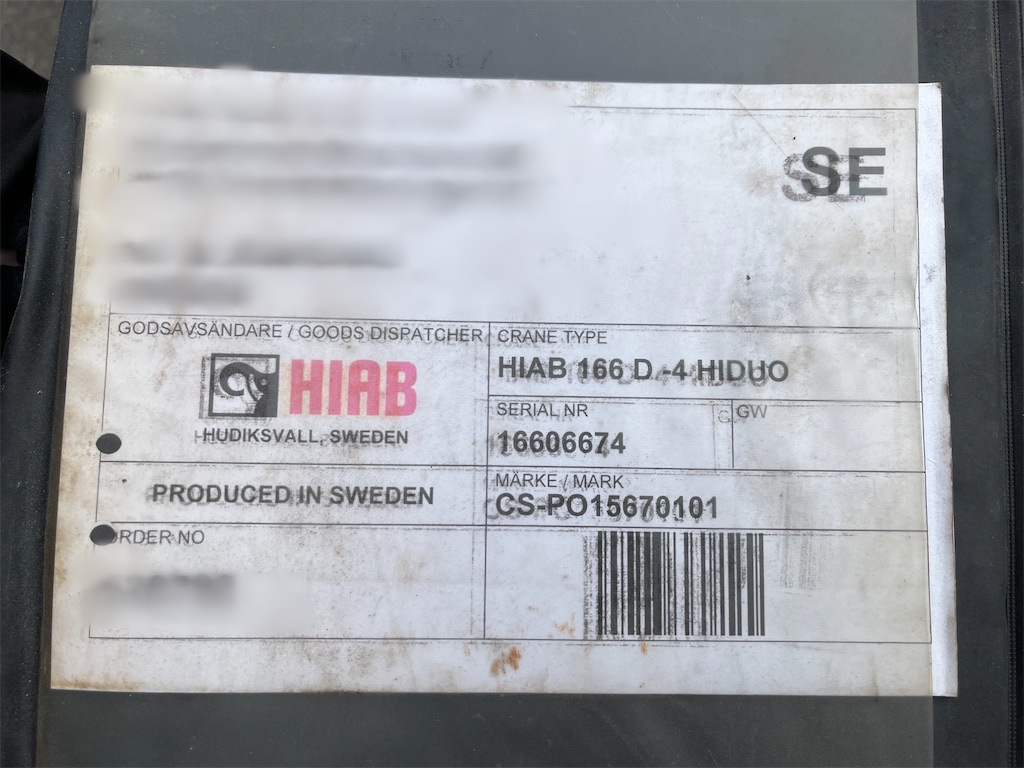 SE
GODSAVSÄNDARE / GOODS DISPATCHER
HIAB
HUDIKSVALL, SWEDEN
CRANE TYPE
HIAB 166 D -4 HIDUO
SERIAL NR
16606674
GW
PRODUCED IN SWEDEN
MÄRKE / MARK
CS-PO15670101
RDER NO